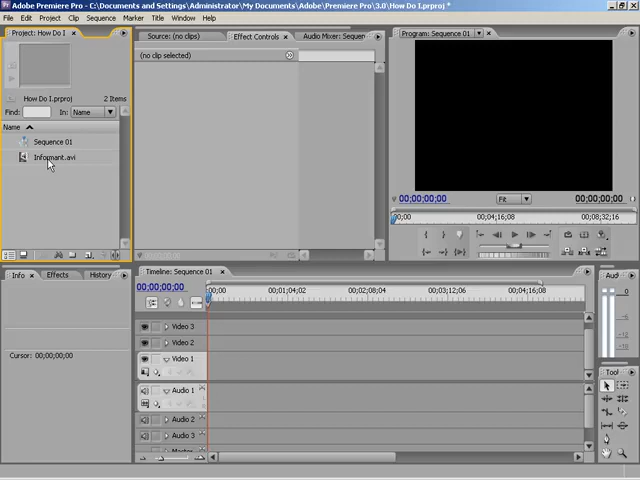 Adobe Premiere Pro - C:\Documents and Settings\Administrator\My Documents\Adobe\Premiere Pro\3.0\How Do I.prproj *
File Edit Project Clip Sequence Marker Title Window Help
Project: How Do I
Source: (no clips)
Effect Controls
Audio Mixer: Sequen
Program: Sequence 01
(no clip selected)
How Do I.prproj
2 Items
Find:
In: Name
Name
Sequence 01
Informant.avi
00;00;00;00
Fit
00;00;00;00
00;00
00;04;16;08
00;08;32;16
Info
Effects
History
Timeline: Sequence 01
Aud
00;00;00;00
00;00
00;01;04;02
00;02;08;04
00;03;12;06
00;04;16;08
0
-6
-12
-18
Video 3
Video 2
Cursor: 00;00;00;00
Video 1
Tool
Audio 1
Audio 2
Audio 3